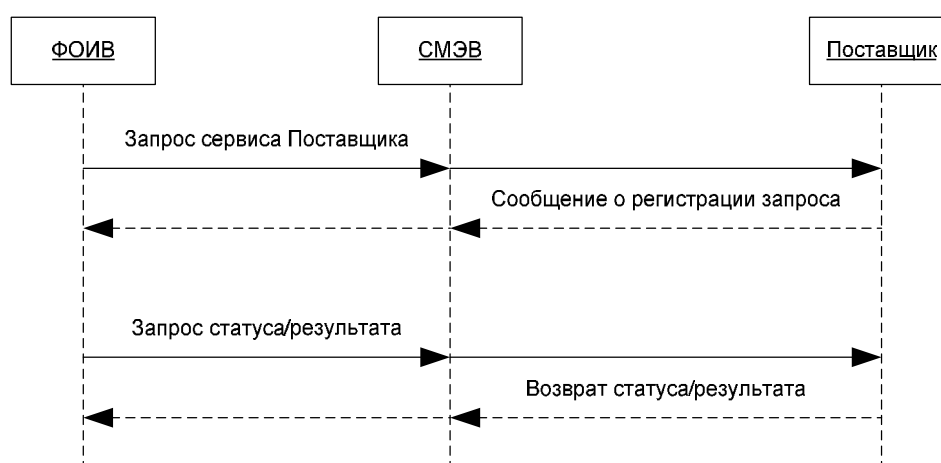 ФОИВ
СМЭВ
Поставщик
Запрос сервиса Поставщика
Сообщение о регистрации запроса
Запрос статуса/результата
Возврат статуса/результата